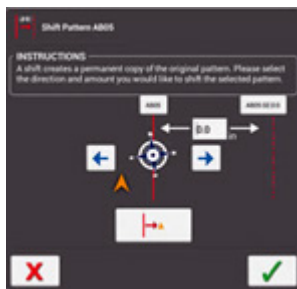 Shift Pattern AB05
INSTRUCTIONS
A shift creates a permanent copy of the original pattern. Please select
the direction and amount you would like to shift the selected pattern.
AB05
0.0
in